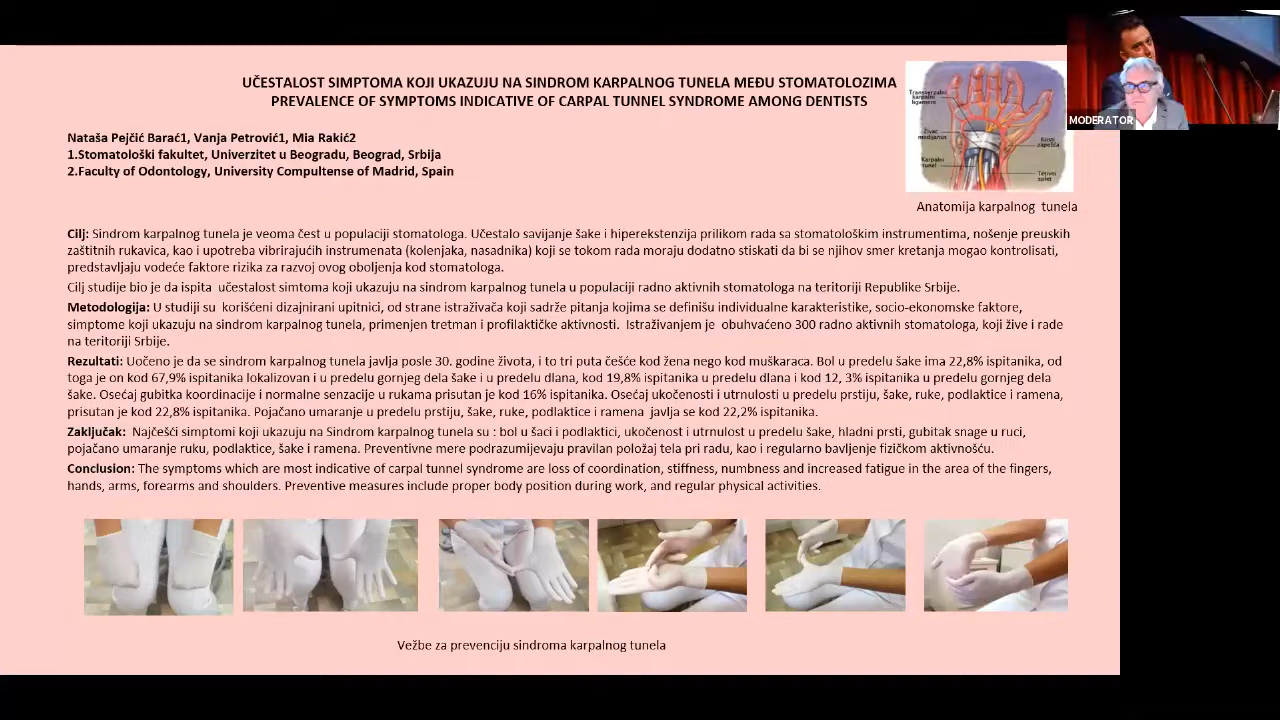 UČESTALOST SIMPTOMA KOJI UKAZUJU NA SINDROM KARPALNOG TUNELA MEĐU STOMATOLOZIMA
PREVALENCE OF SYMPTOMS INDICATIVE OF CARPAL TUNNEL SYNDROME AMONG DENTISTS
Nataša Pejčić Barać1, Vanja Petrović1, Mia Rakić2
1.Stomatološki fakultet, Univerzitet u Beogradu, Beograd, Srbija
2.Faculty of Odontology, University Compultense of Madrid, Spain
MODERATOR
Transverzalni
karpalni
ligament
Živac
medijanus
Karpalni
tunel
Kosti
zapešća
Tetivni
splet
Anatomija karpalnog tunela
Cilj: Sindrom karpalnog tunela je veoma čest u populaciji stomatologa. Učestalo savijanje šake i hiperekstenzija prilikom rada sa stomatološkim instrumentima, nošenje preuskih
zaštitnih rukavica, kao i upotreba vibrirajućih instrumenata (kolenjaka, nasadnika) koji se tokom rada moraju dodatno stiskati da bi se njihov smer kretanja mogao kontrolisati,
predstavljaju vodeće faktore rizika za razvoj ovog oboljenja kod stomatologa.
Cilj studije bio je da ispita učestalost simtoma koji ukazuju na sindrom karpalnog tunela u populaciji radno aktivnih stomatologa na teritoriji Republike Srbije.
Metodologija: U studiji su korišćeni dizajnirani upitnici, od strane istraživača koji sadrže pitanja kojima se definišu individualne karakteristike, socio-ekonomske faktore,
simptome koji ukazuju na sindrom karpalnog tunela, primenjen tretman i profilaktičke aktivnosti. Istraživanjem je obuhvaćeno 300 radno aktivnih stomatologa, koji žive i rade
na teritoriji Srbije.
Rezultati: Uočeno je da se sindrom karpalnog tunela javlja posle 30. godine života, i to tri puta češće kod žena nego kod muškaraca. Bol u predelu šake ima 22,8% ispitanika, od
toga je on kod 67,9% ispitanika lokalizovan i u predelu gornjeg dela šake i u predelu dlana, kod 19,8% ispitanika u predelu dlana i kod 12, 3% ispitanika u predelu gornjeg dela
šake. Osećaj gubitka koordinacije i normalne senzacije u rukama prisutan je kod 16% ispitanika. Osećaj ukočenosti i utrnulosti u predelu prstiju, šake, ruke, podlaktice i ramena,
prisutan je kod 22,8% ispitanika. Pojačano umaranje u predelu prstiju, šake, ruke, podlaktice i ramena javlja se kod 22,2% ispitanika.
Zaključak: Najčešći simptomi koji ukazuju na Sindrom karpalnog tunela su : bol u šaci i podlaktici, ukočenost i utrnulost u predelu šake, hladni prsti, gubitak snage u ruci,
pojačano umaranje ruku, podlaktice, šake i ramena. Preventivne mere podrazumijevaju pravilan položaj tela pri radu, kao i regularno bavljenje fizičkom aktivnošću.
Conclusion: The symptoms which are most indicative of carpal tunnel syndrome are loss of coordination, stiffness, numbness and increased fatigue in the area of the fingers,
hands, arms, forearms and shoulders. Preventive measures include proper body position during work, and regular physical activities.
Vežbe za prevenciju sindroma karpalnog tunela